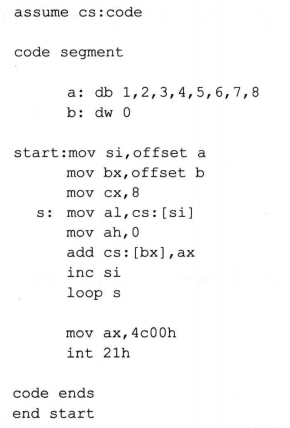 assume cs:code
code segment
a: db 1,2,3,4,5,6,7,8
b: dw 0
start:mov si,offset a
mov bx,offset b
mov cx,8
s: mov al,cs:[si]
mov ah,0
add cs:[bx],ax
inc si
loop s
mov ax,4c00h
int 21h
code ends
end start